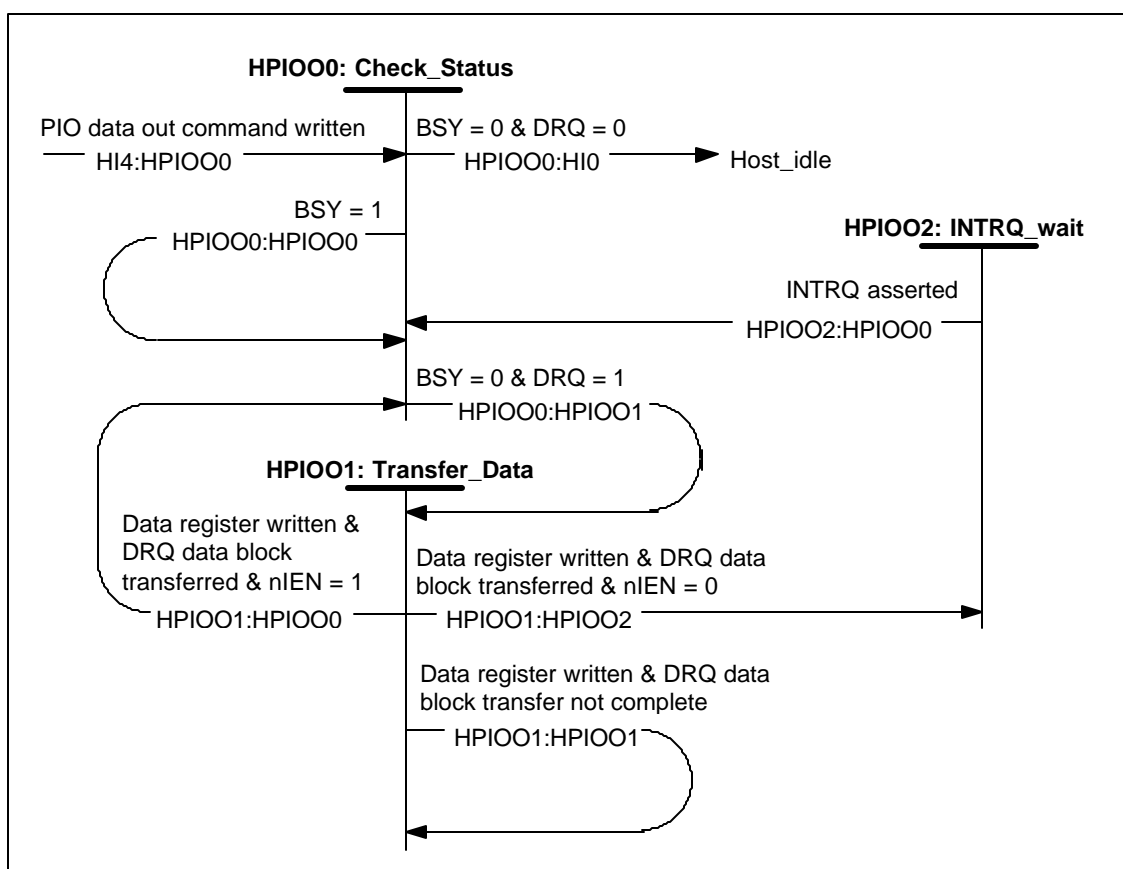 HPIOO0: Check_Status
PIO data out command written
HI4:HPIOO0
BSY = 0 & DRQ = 0
HPIOO0:HI0
Host_idle
BSY = 1
HPIOO0:HPIOO0
HPIOO2: INTRQ_wait
INTRQ asserted
HPIOO2:HPIOO0
BSY = 0 & DRQ = 1
HPIOO0:HPIOO1
HPIOO1: Transfer_Data
Data register written &
DRQ data block
transferred & nIEN = 1
HPIOO1:HPIOO0
Data register written & DRQ data
block transferred & nIEN = 0
HPIOO1:HPIOO2
Data register written & DRQ data
block transfer not complete
HPIOO1:HPIOO1